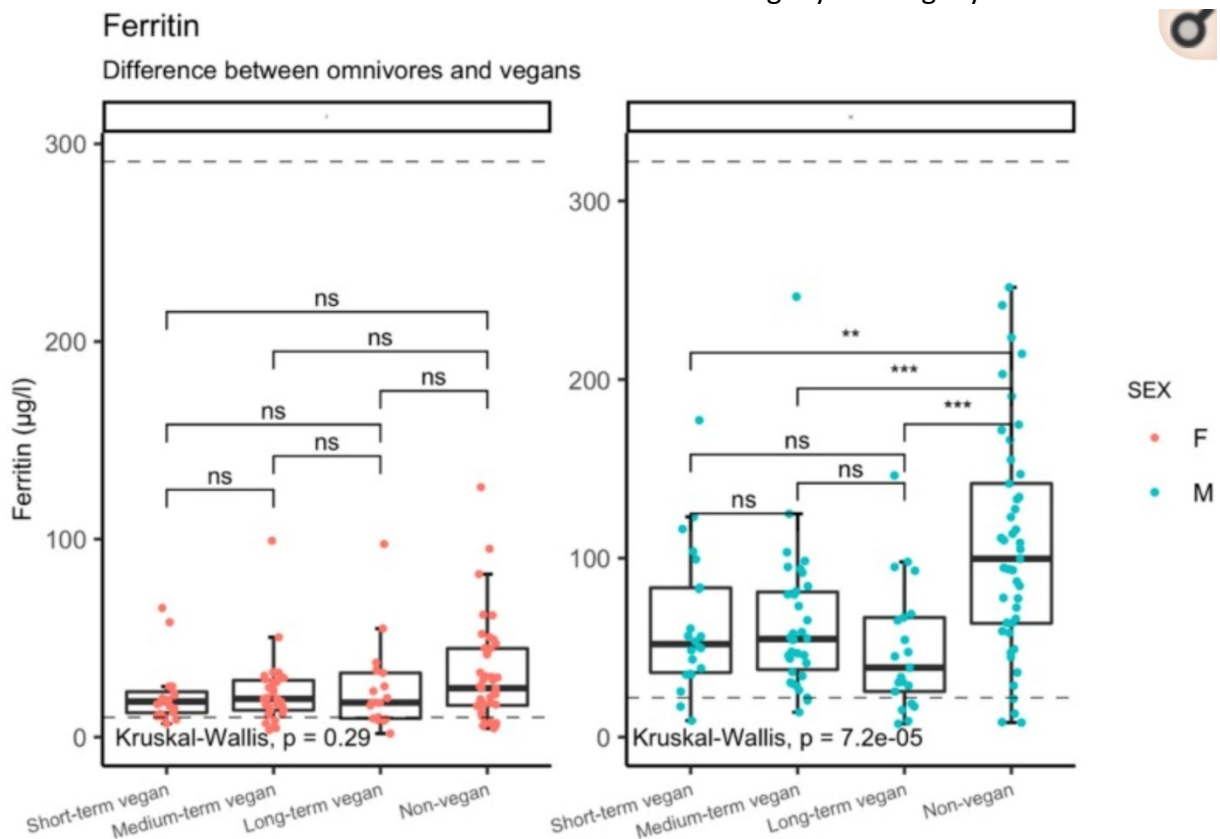 Ferritin
Difference between omnivores and vegans
Ferritin (µg/l)
300
200
100
0
ns
ns
ns
ns
ns
ns
Kruskal-Wallis, p = 0.29
Short-term vegan
Medium-term vegan
Long-term vegan
Non-vegan
300
200
100
0
**
***
***
ns
ns
ns
Kruskal-Wallis, p = 7.2e-05
Short-term vegan
Medium-term vegan
Long-term vegan
Non-vegan
SEX
F
M